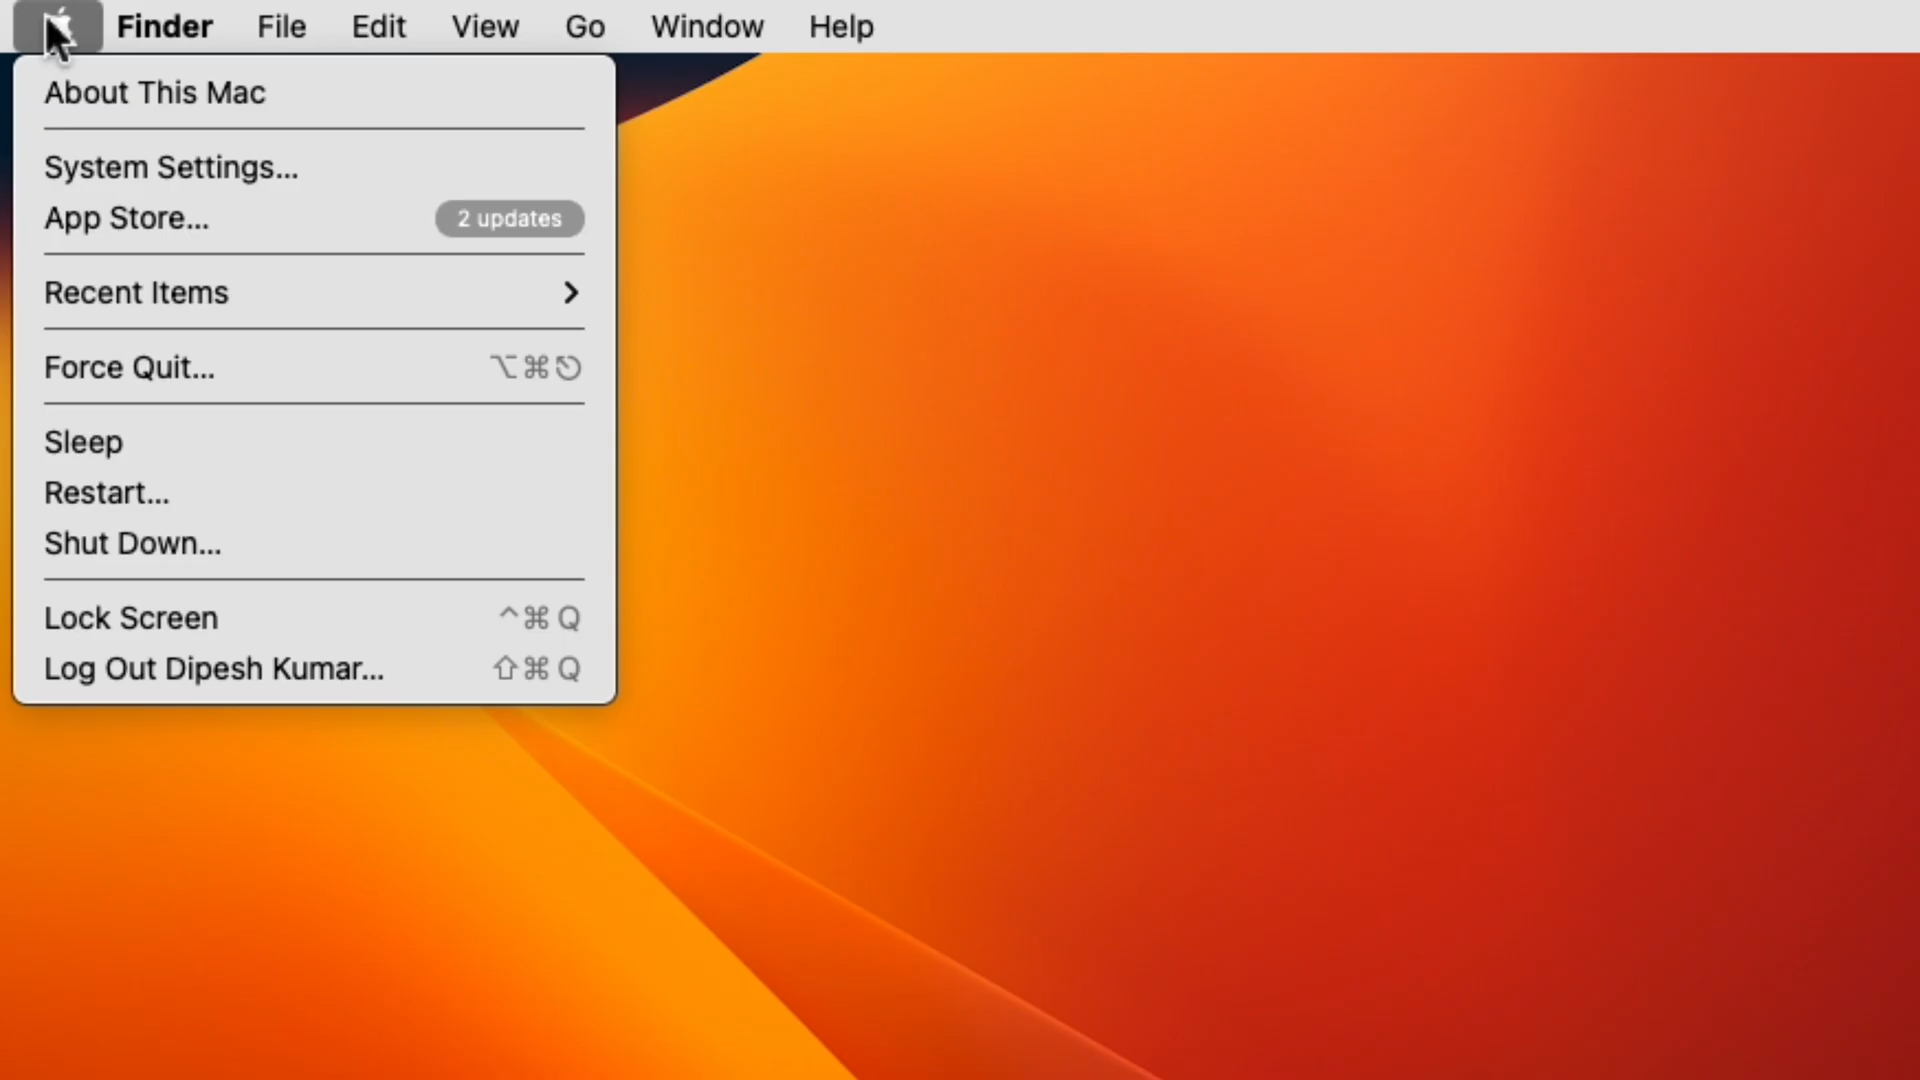 Finder File Edit View Go Window Help
About This Mac
System Settings...
App Store... 2 updates
Recent Items
Force Quit... ⌥⌘⎋
Sleep
Restart...
Shut Down...
Lock Screen ^⌘Q
Log Out Dipesh Kumar... ⇧⌘Q